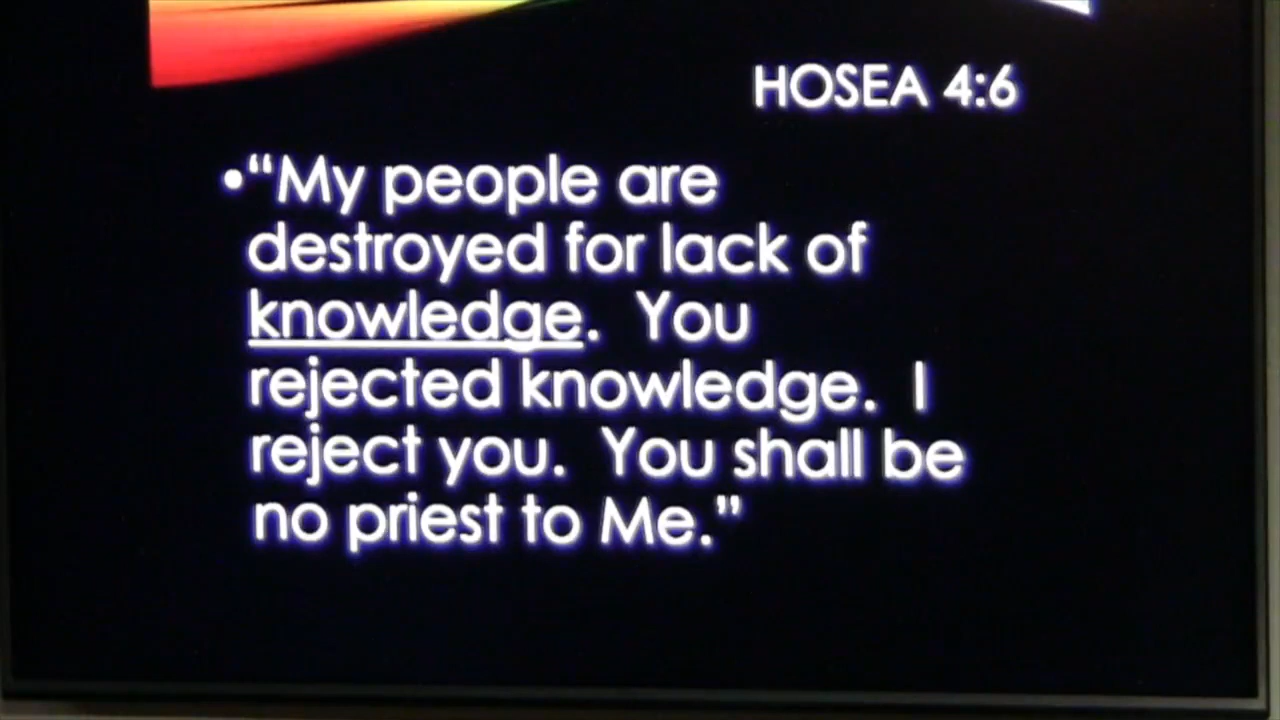 HOSEA 4:6
•“My people are
destroyed for lack of
knowledge.  You
rejected knowledge.  I
reject you.  You shall be
no priest to Me.”